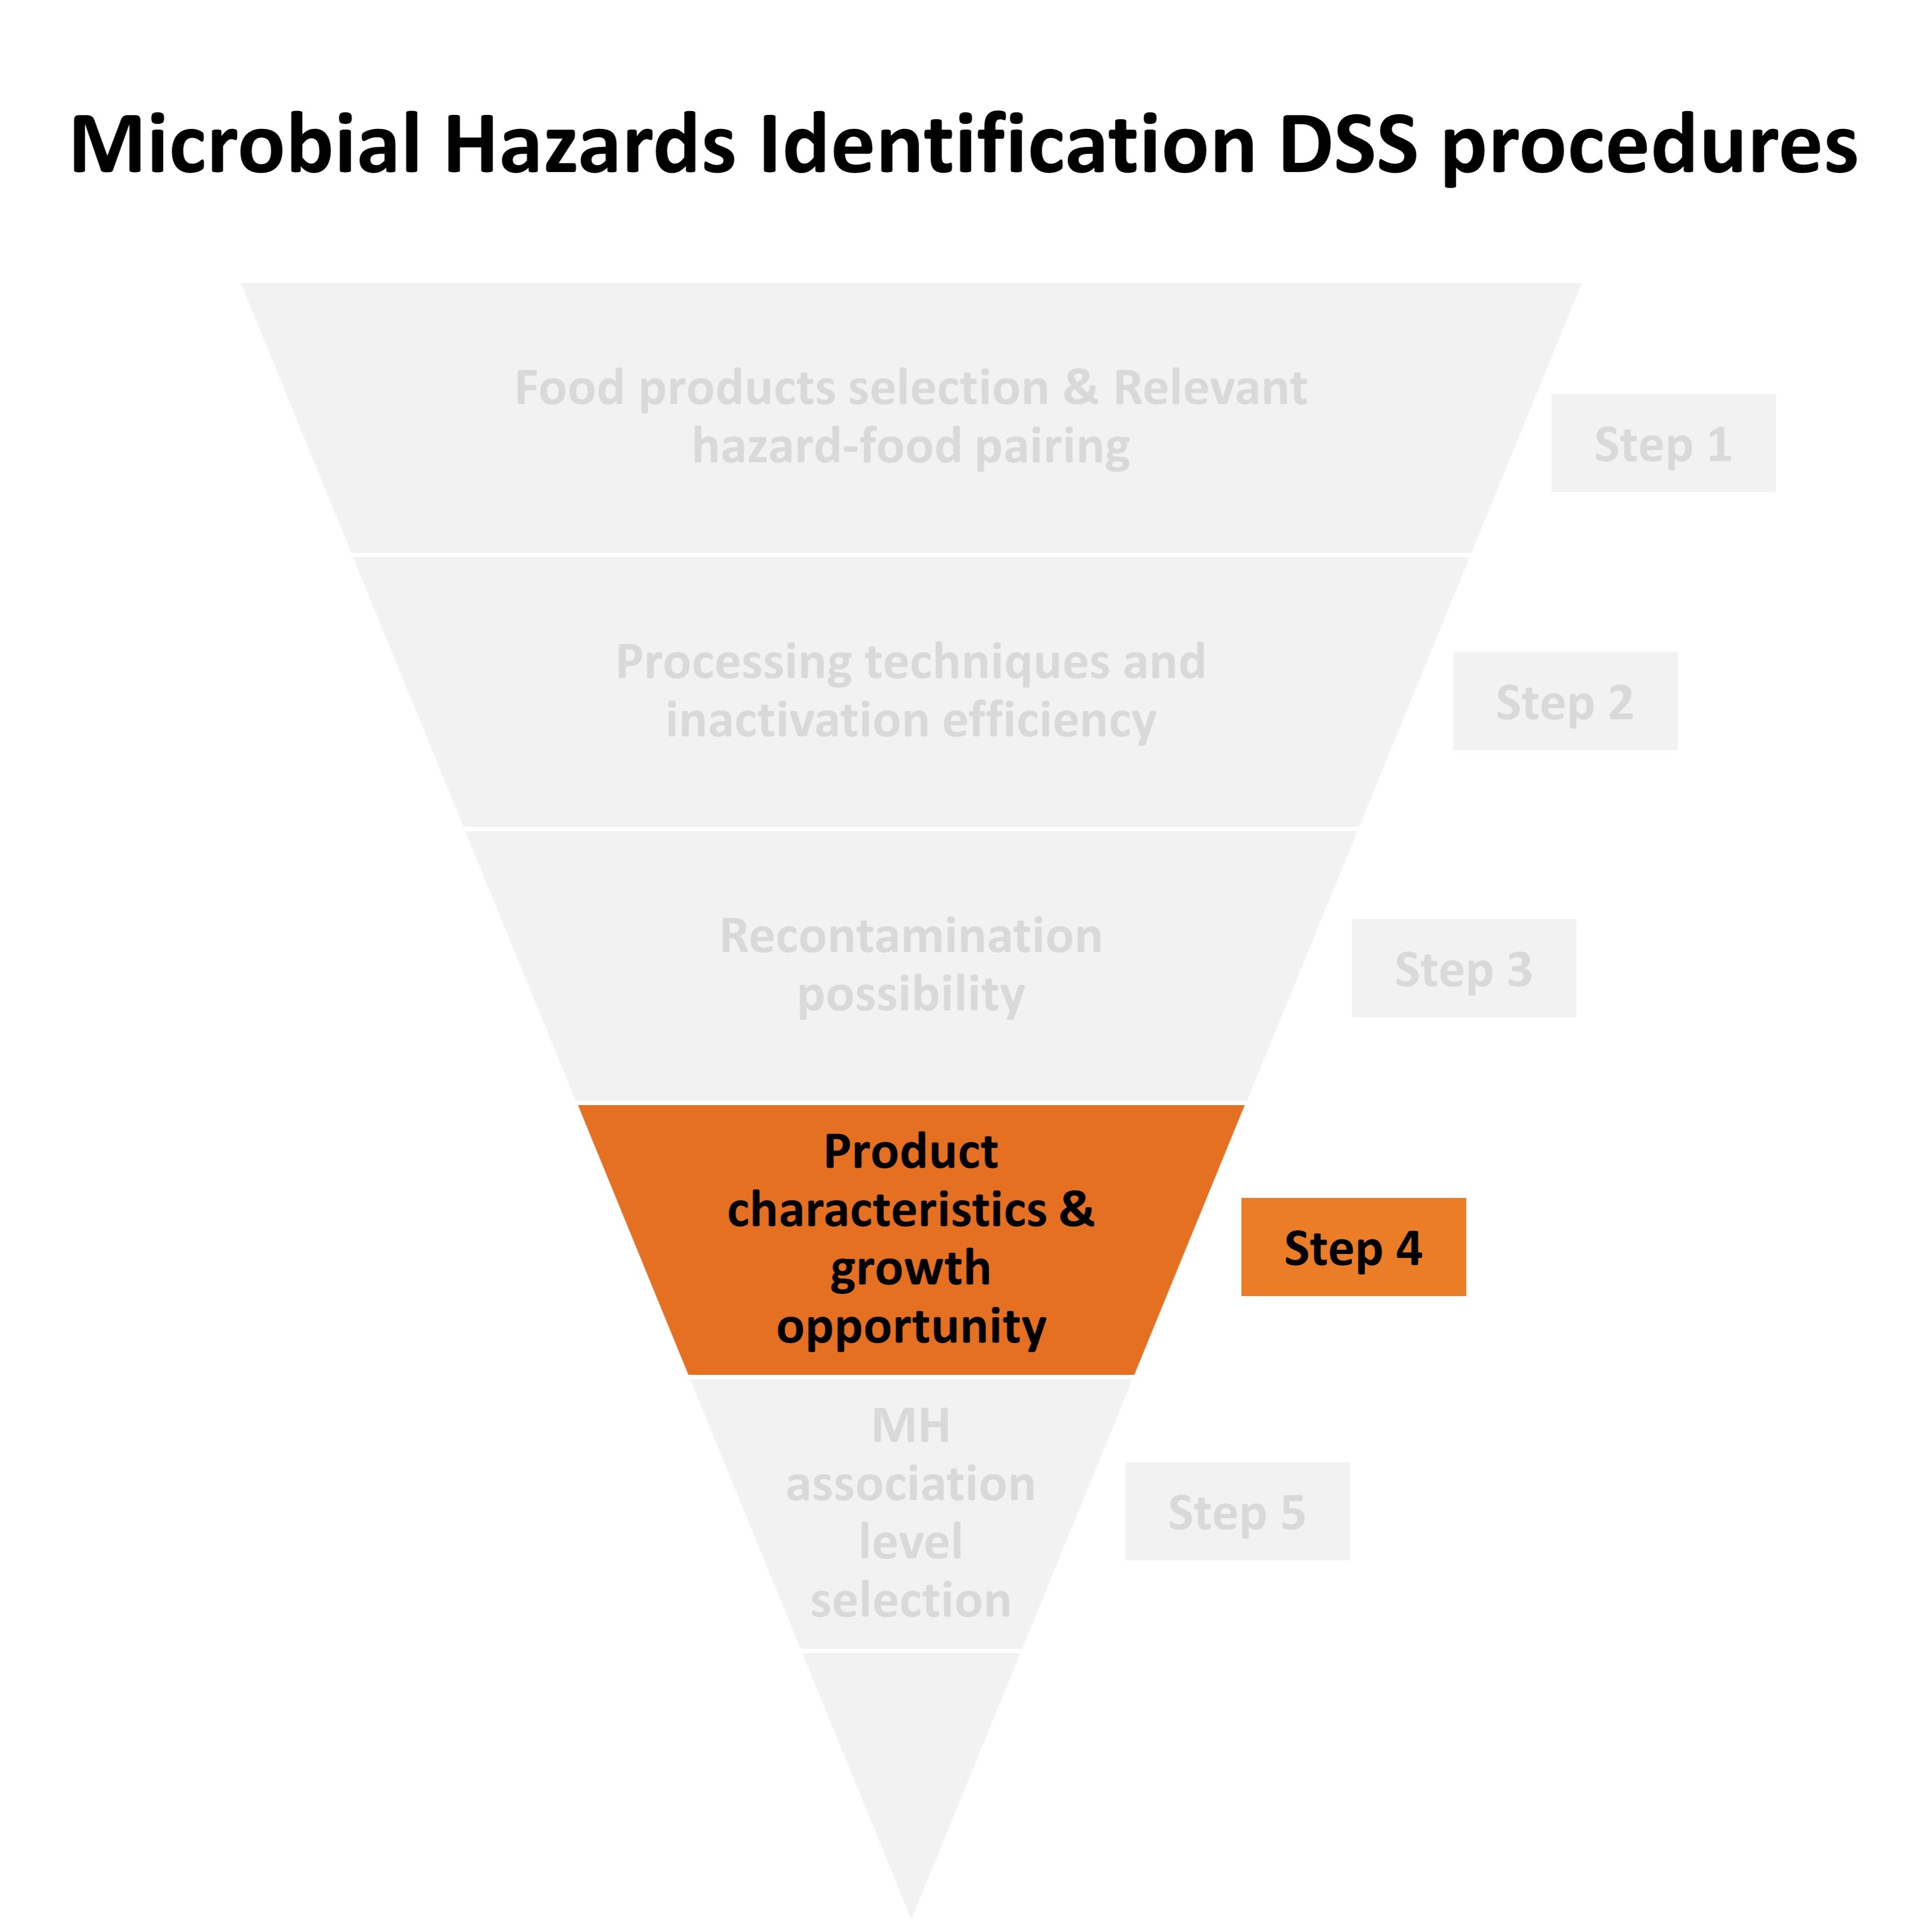 Microbial Hazards Identification DSS procedures
Food products selection & Relevant
hazard-food pairing
Step 1
Processing techniques and
inactivation efficiency
Step 2
Recontamination
possibility
Step 3
Product
characteristics &
growth
opportunity
Step 4
MH
association
level
selection
Step 5